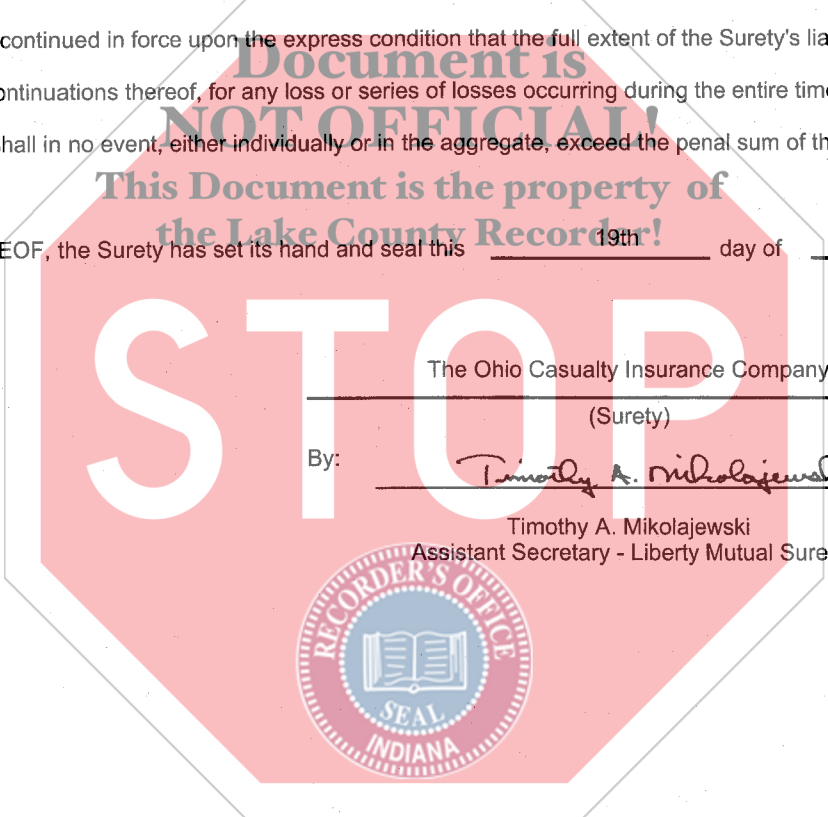 continued in force upon the express condition that the full extent of the Surety's lia
Document is
ontinuations thereof, for any loss or series of losses occurring during the entire time
NOT OFFICIAL!
hall in no event, either individually or in the aggregate, exceed the penal sum of th
This Document is the property of
the Lake County Recorder!
EOF, the Surety has set its hand and seal this 19th day of
STOP
The Ohio Casualty Insurance Company
(Surety)
By: Timothy A. Mikolajews
Timothy A. Mikolajewski
Assistant Secretary - Liberty Mutual Sure
RECORDER'S OFFICE
SEAL
INDIANA